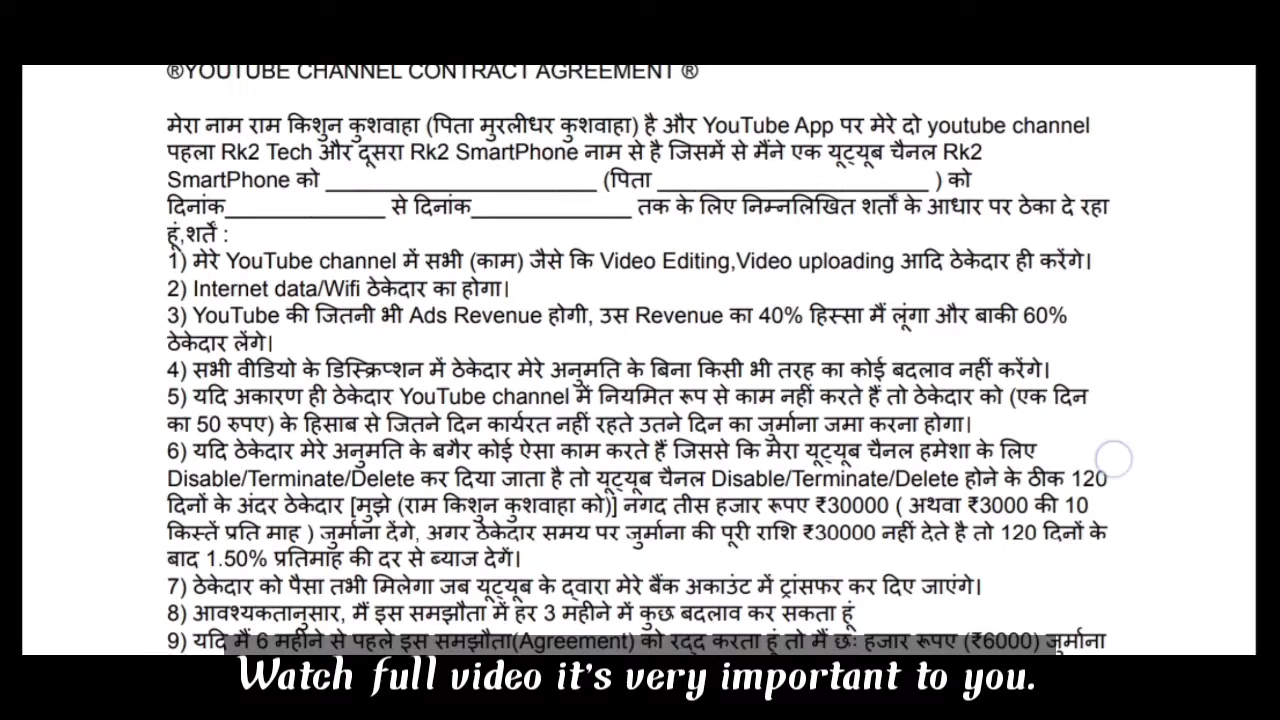 ®YOUTUBE CHANNEL CONTRACT AGREEMENT ®
मेरा नाम राम किशुन कुशवाहा (पिता मुरलीधर कुशवाहा) है और YouTube App पर मेरे दो youtube channel
पहला Rk2 Tech और दूसरा Rk2 SmartPhone नाम से है जिसमें से मैंने एक यूट्यूब चैनल Rk2
SmartPhone को ______________________ (पिता ______________________ ) को
दिनांक_____________ से दिनांक_____________ तक के लिए निम्नलिखित शर्तों के आधार पर ठेका दे रहा
हूं,शर्तें :
1) मेरे YouTube channel में सभी (काम) जैसे कि Video Editing,Video uploading आदि ठेकेदार ही करेंगे।
2) Internet data/Wifi ठेकेदार का होगा।
3) YouTube की जितनी भी Ads Revenue होगी, उस Revenue का 40% हिस्सा मैं लूंगा और बाकी 60%
ठेकेदार लेंगे।
4) सभी वीडियो के डिस्क्रिप्शन में ठेकेदार मेरे अनुमति के बिना किसी भी तरह का कोई बदलाव नहीं करेंगे।
5) यदि अकारण ही ठेकेदार YouTube channel में नियमित रूप से काम नहीं करते हैं तो ठेकेदार को (एक दिन
का 50 रुपए) के हिसाब से जितने दिन कार्यरत नहीं रहते उतने दिन का जुर्माना जमा करना होगा।
6) यदि ठेकेदार मेरे अनुमति के बगैर कोई ऐसा काम करते हैं जिससे कि मेरा यूट्यूब चैनल हमेशा के लिए
Disable/Terminate/Delete कर दिया जाता है तो यूट्यूब चैनल Disable/Terminate/Delete होने के ठीक 120
दिनों के अंदर ठेकेदार [मुझे (राम किशुन कुशवाहा को)] नगद तीस हजार रूपए ₹30000 ( अथवा ₹3000 की 10
किस्तें प्रति माह ) जुर्माना देंगे, अगर ठेकेदार समय पर जुर्माना की पूरी राशि ₹30000 नहीं देते है तो 120 दिनों के
बाद 1.50% प्रतिमाह की दर से ब्याज देगें।
7) ठेकेदार को पैसा तभी मिलेगा जब यूट्यूब के द्वारा मेरे बैंक अकाउंट में ट्रांसफर कर दिए जाएंगे।
8) आवश्यकतानुसार, मैं इस समझौता में हर 3 महीने में कुछ बदलाव कर सकता हूं
9) यदि मैं 6 महीने से पहले इस समझौता(Agreement) को रद्द करता हूं तो मैं छः हजार रूपए (₹6000) जुर्माना
Watch full video it's very important to you.